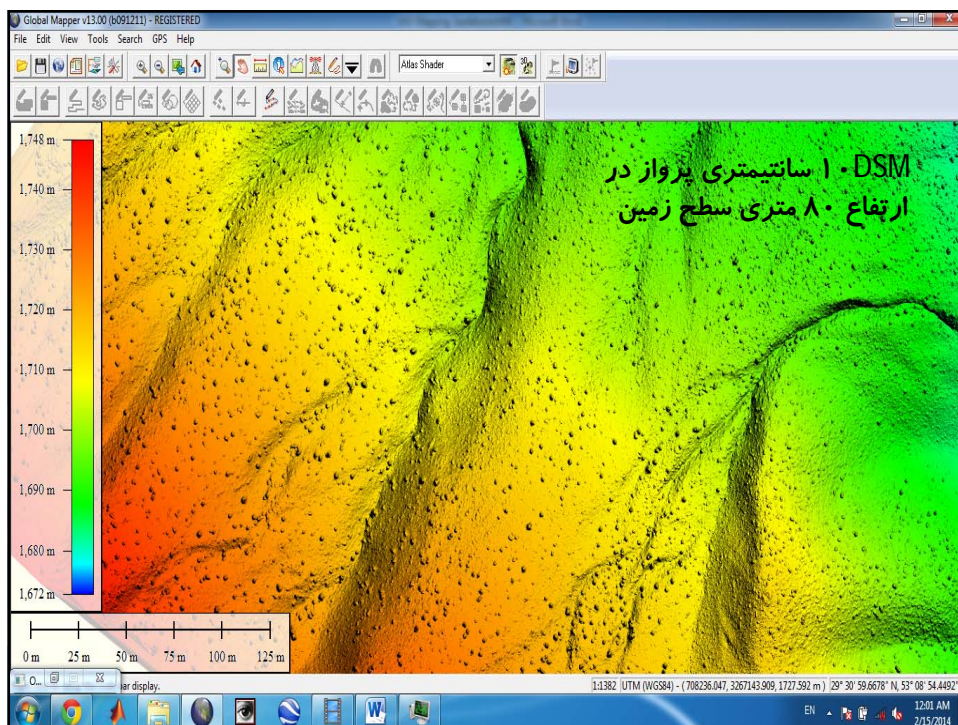 Global Mapper v13.00 (b091211) - REGISTERED
File Edit View Tools Search GPS Help
Atlas Shader
DSM ۱۰ سانتیمتری پرواز در
ارتفاع ۸۰ متری سطح زمین
1,748 m
1,740 m
1,730 m
1,720 m
1,710 m
1,700 m
1,690 m
1,680 m
1,672 m
0 m 25 m 50 m 75 m 100 m 125 m
O...
bar display.
1:1382 UTM (WGS84) - ( 708236.047, 3267143.909, 1727.592 m ) 29° 30' 59.6678" N, 53° 08' 54.4492"
EN
12:01 AM
2/15/2014